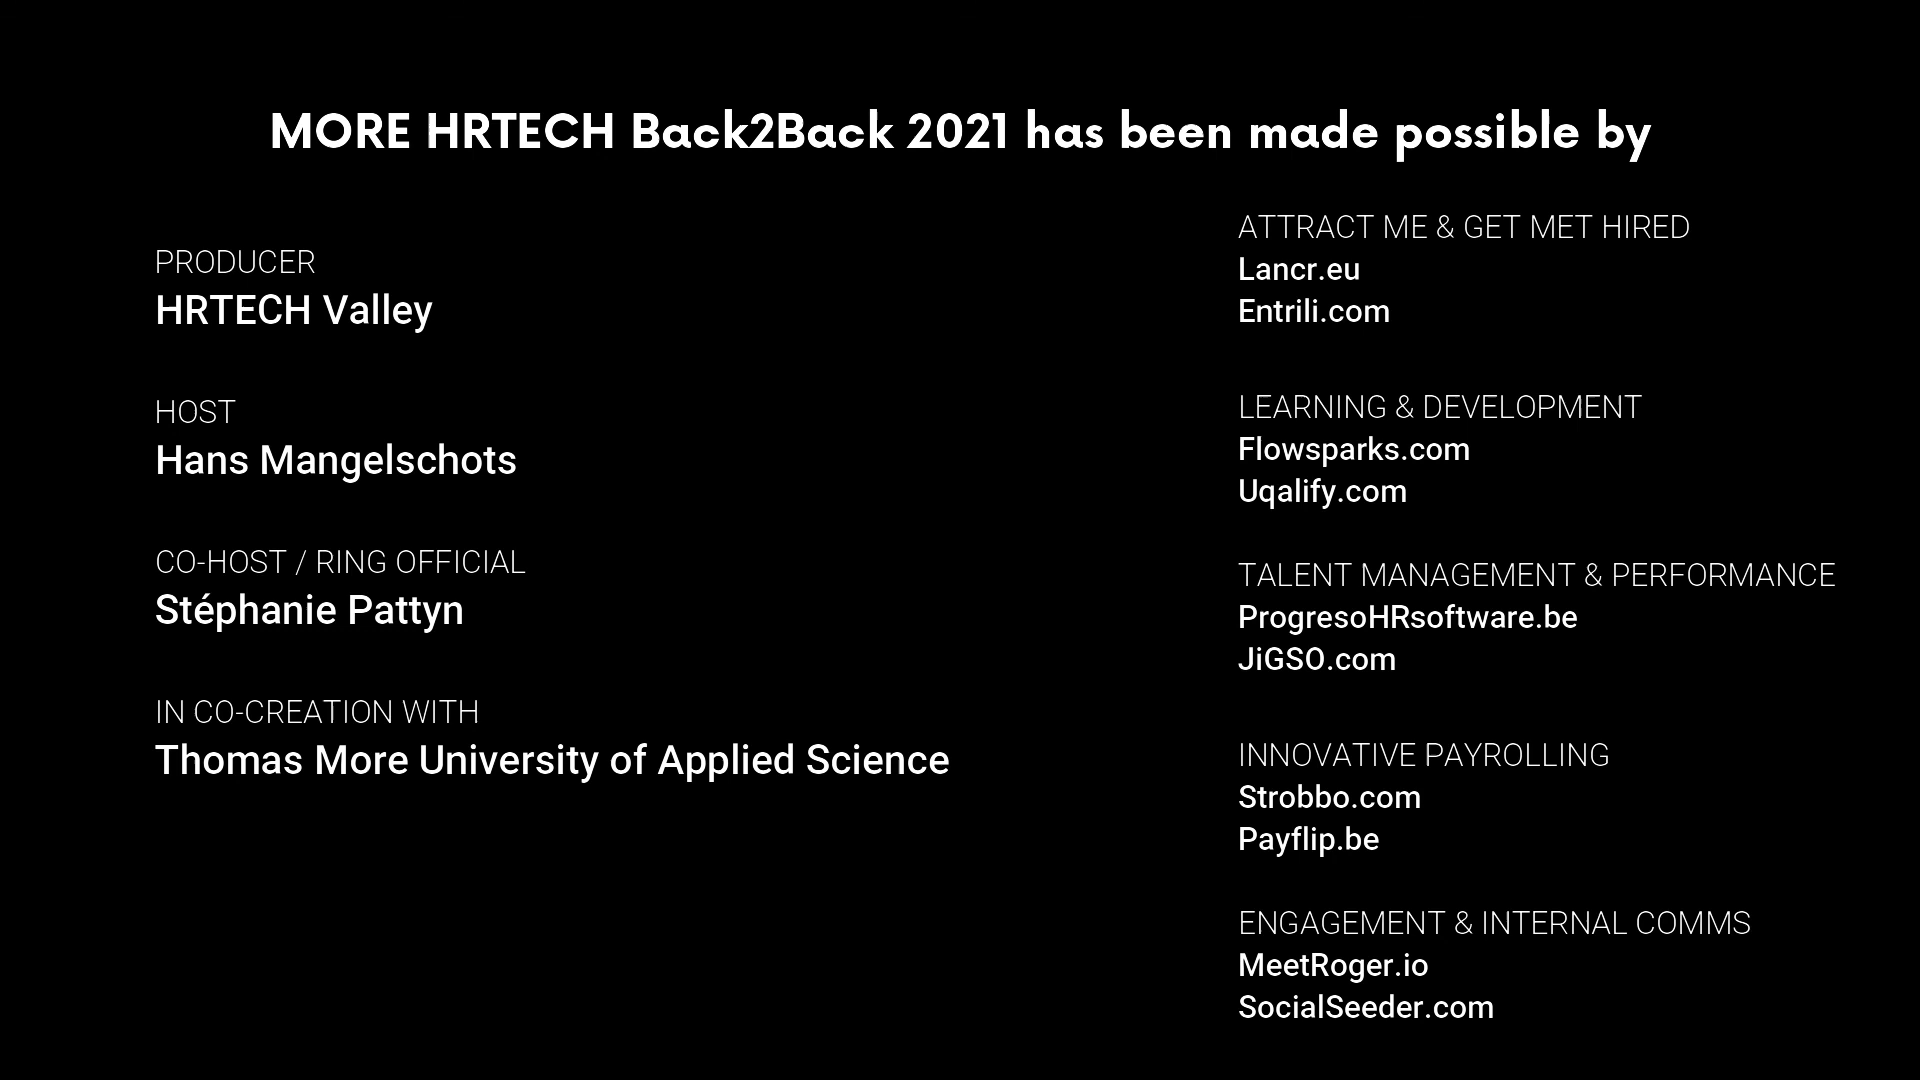 MORE HRTECH Back2Back 2021 has been made possible by
PRODUCER
HRTECH Valley
HOST
Hans Mangelschots
CO-HOST / RING OFFICIAL
Stéphanie Pattyn
IN CO-CREATION WITH
Thomas More University of Applied Science
ATTRACT ME & GET MET HIRED
Lancr.eu
Entrili.com
LEARNING & DEVELOPMENT
Flowsparks.com
Uqalify.com
TALENT MANAGEMENT & PERFORMANCE
ProgresoHRsoftware.be
JiGSO.com
INNOVATIVE PAYROLLING
Strobbo.com
Payflip.be
ENGAGEMENT & INTERNAL COMMS
MeetRoger.io
SocialSeeder.com